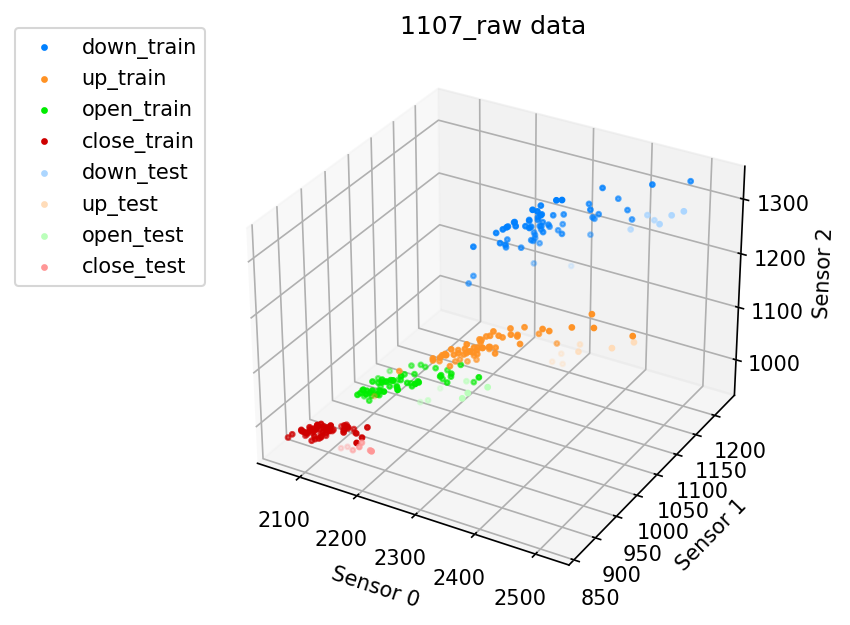 1107_raw data
down_train
up_train
open_train
close_train
down_test
up_test
open_test
close_test
1300
1200
1100
1000
Sensor 2
2100
2200
2300
2400
2500
Sensor 0
850
900
950
1000
1050
1100
1150
1200
Sensor 1